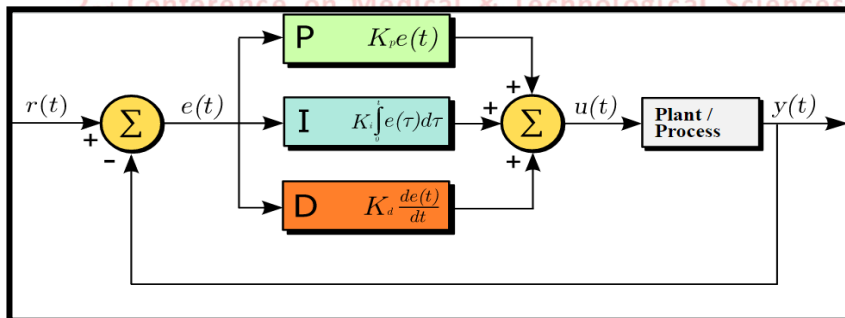 Conference on Medical & Technological Sciences
P K_p e(t)
r(t)
e(t)
I K_i ∫_0^t e(τ)dτ
u(t)
Plant /
Process
y(t)
D K_d de(t)/dt
Σ
Σ
+
-
+
+
+